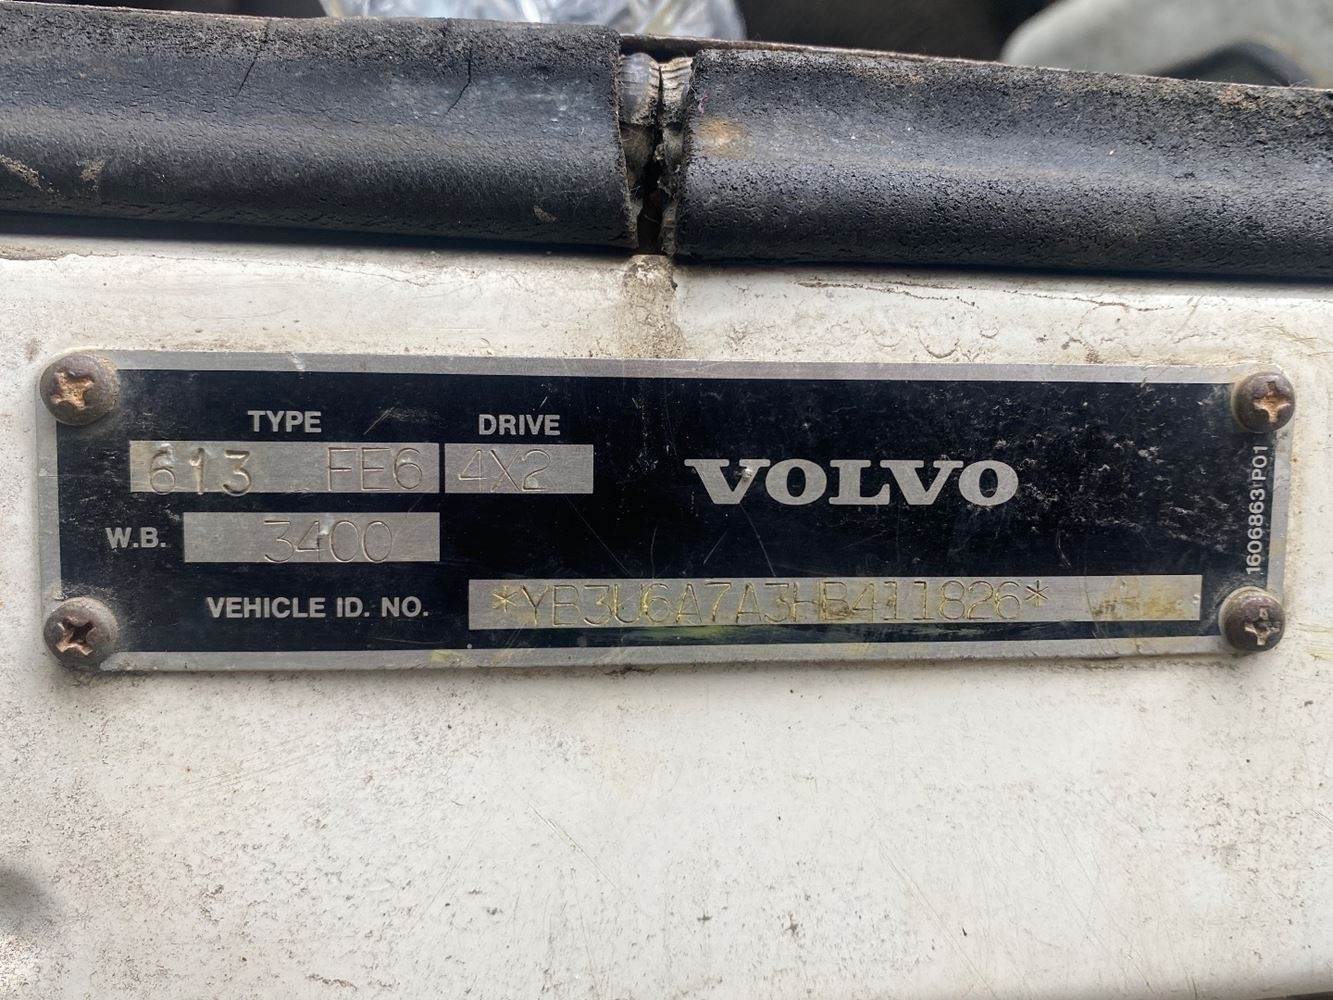 TYPE DRIVE
613 FE6 4X2
VOLVO
W.B. 3400
VEHICLE ID. NO. *YB3U6A7A3HB411826*
1606863 P01